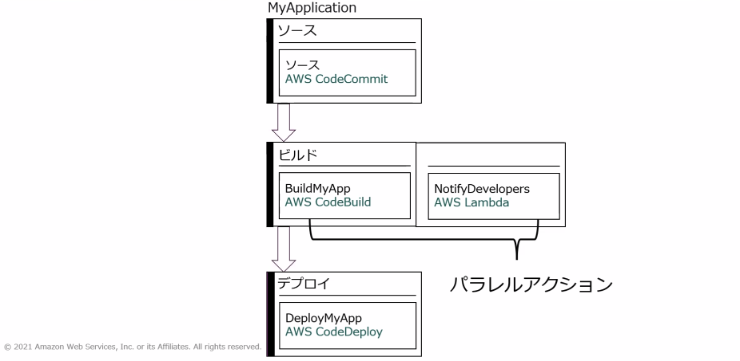 MyApplication
ソース
ソース
AWS CodeCommit
ビルド
BuildMyApp
AWS CodeBuild
NotifyDevelopers
AWS Lambda
パラレルアクション
デプロイ
DeployMyApp
AWS CodeDeploy
© 2021 Amazon Web Services, Inc. or its Affiliates. All rights reserved.